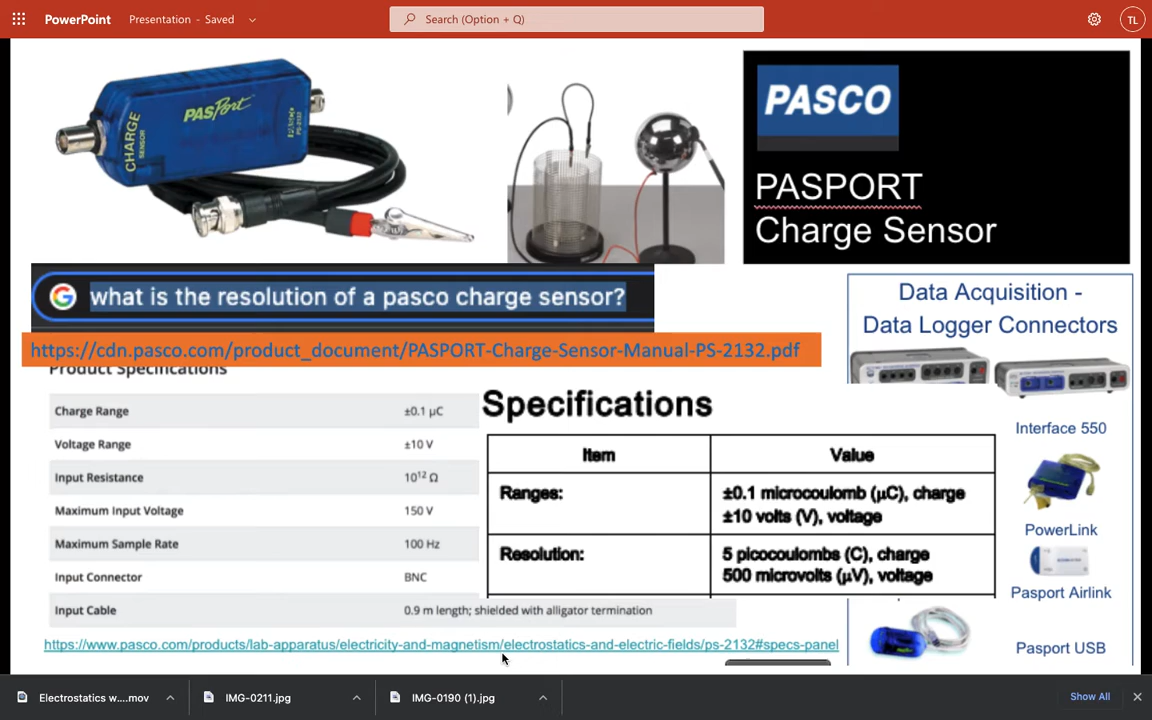 PowerPoint
Presentation - Saved
Search (Option + Q)
TL
PASPORT
CHARGE
SENSOR
PASCO
PASPORT
Charge Sensor
what is the resolution of a pasco charge sensor?
https://cdn.pasco.com/product_document/PASPORT-Charge-Sensor-Manual-PS-2132.pdf
Product Specifications
Charge Range ±0.1 µC
Voltage Range ±10 V
Input Resistance 10¹² Ω
Maximum Input Voltage 150 V
Maximum Sample Rate 100 Hz
Input Connector BNC
Input Cable 0.9 m length; shielded with alligator termination
Specifications
Item Value
Ranges: ±0.1 microcoulomb (µC), charge
±10 volts (V), voltage
Resolution: 5 picocoulombs (C), charge
500 microvolts (µV), voltage
Data Acquisition -
Data Logger Connectors
Interface 550
PowerLink
Pasport Airlink
Pasport USB
https://www.pasco.com/products/lab-apparatus/electricity-and-magnetism/electrostatics-and-electric-fields/ps-2132#specs-panel
Electrostatics w....mov
IMG-0211.jpg
IMG-0190 (1).jpg
Show All